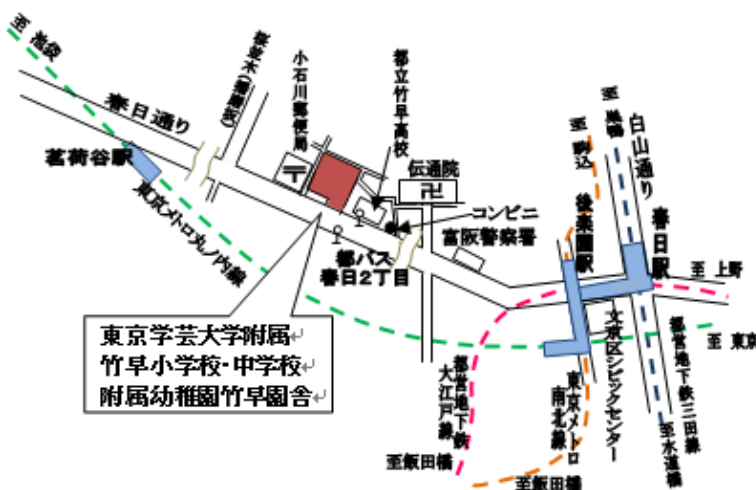 至 池袋
春日通り
茗荷谷駅
東京メトロ丸ノ内線
桜並木(播磨坂)
小石川郵便局
〒
都立竹早高校
伝通院
卍
コンビニ
富阪警察署
都バス
春日2丁目
東京学芸大学附属
竹早小学校・中学校
附属幼稚園竹早園舎
至 駒込
後楽園駅
至 巣鴨
白山通り
春日駅
至 上野
至 東京
文京区シビックセンター
都営地下鉄三田線
至水道橋
都営地下鉄
大江戸線
至飯田橋
東京メトロ
南北線
至飯田橋